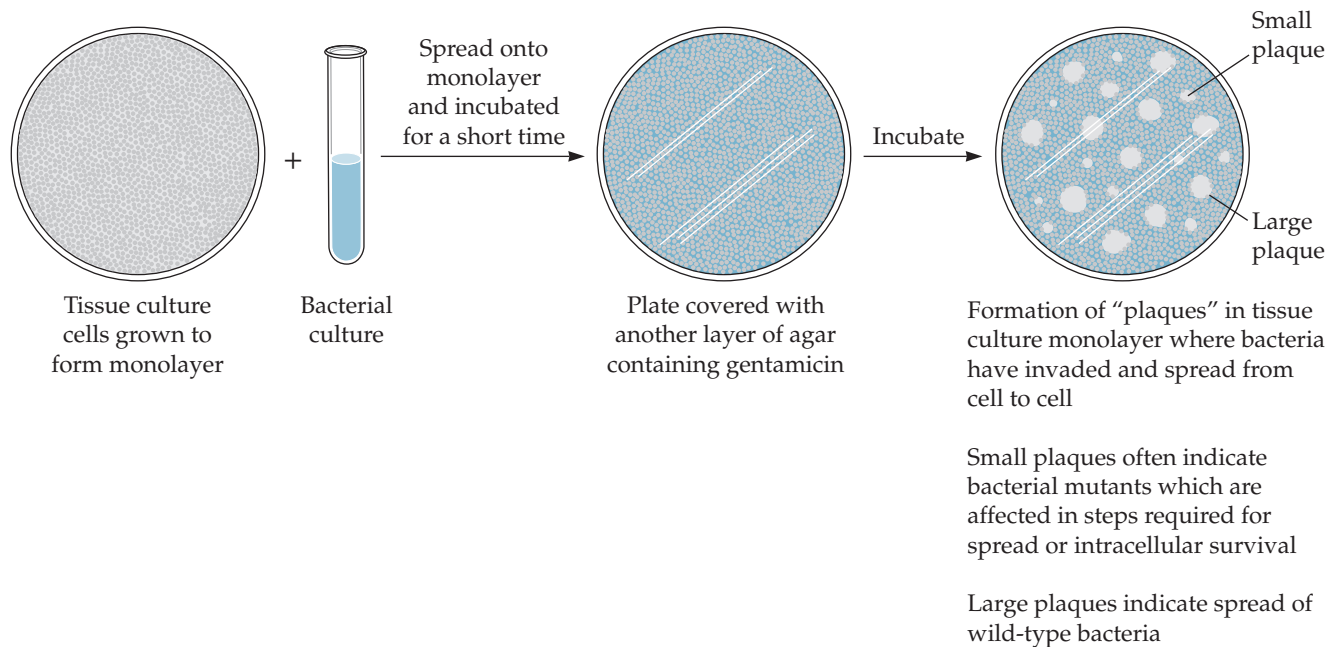 Tissue culture
cells grown to
form monolayer
+
Bacterial
culture
Spread onto
monolayer
and incubated
for a short time
Plate covered with
another layer of agar
containing gentamicin
Incubate
Small
plaque
Large
plaque
Formation of “plaques” in tissue
culture monolayer where bacteria
have invaded and spread from
cell to cell
Small plaques often indicate
bacterial mutants which are
affected in steps required for
spread or intracellular survival
Large plaques indicate spread of
wild-type bacteria